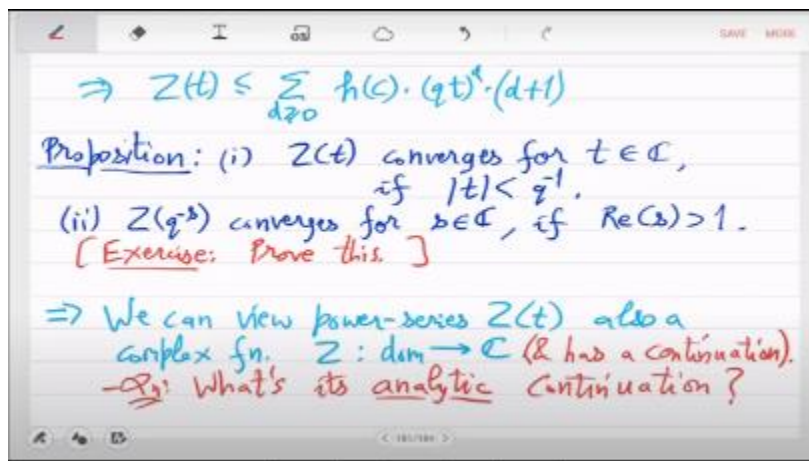 SAVE MORE
⇒ Z(t) ≤ Σ_{d≥0} h(c)·(qt)^d·(d+1)
Proposition: (i) Z(t) converges for t ∈ ℂ,
if |t| < q⁻¹.
(ii) Z(q^{-s}) converges for s∈ℂ, if Re(s) > 1.
[Exercise: Prove this. ]
⇒ We can view power-series Z(t) also a
complex fn. Z : dom → ℂ (& has a continuation).
-Qn: What's its analytic continuation?